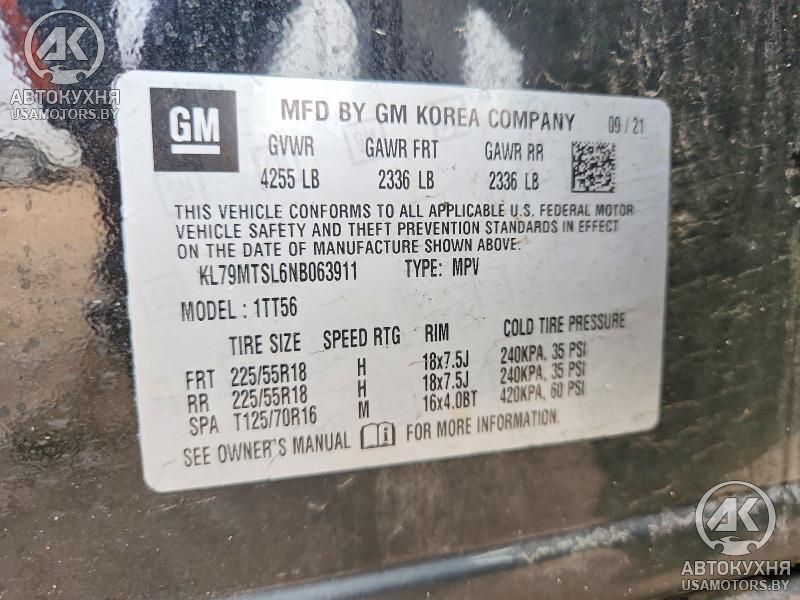 AK
АВТОКУХНЯ
USAMOTORS.BY
GM
MFD BY GM KOREA COMPANY 09/21
GVWR GAWR FRT GAWR RR
4255 LB 2336 LB 2336 LB
THIS VEHICLE CONFORMS TO ALL APPLICABLE U.S. FEDERAL MOTOR
VEHICLE SAFETY AND THEFT PREVENTION STANDARDS IN EFFECT
ON THE DATE OF MANUFACTURE SHOWN ABOVE.
KL79MTSL6NB063911 TYPE: MPV
MODEL : 1TT56
TIRE SIZE SPEED RTG RIM COLD TIRE PRESSURE
FRT 225/55R18 H 18x7.5J 240KPA, 35 PSI
RR 225/55R18 H 18x7.5J 240KPA, 35 PSI
SPA T125/70R16 M 16x4.0BT 420KPA, 60 PSI
SEE OWNER'S MANUAL FOR MORE INFORMATION.
AK
АВТОКУХНЯ
USAMOTORS.BY